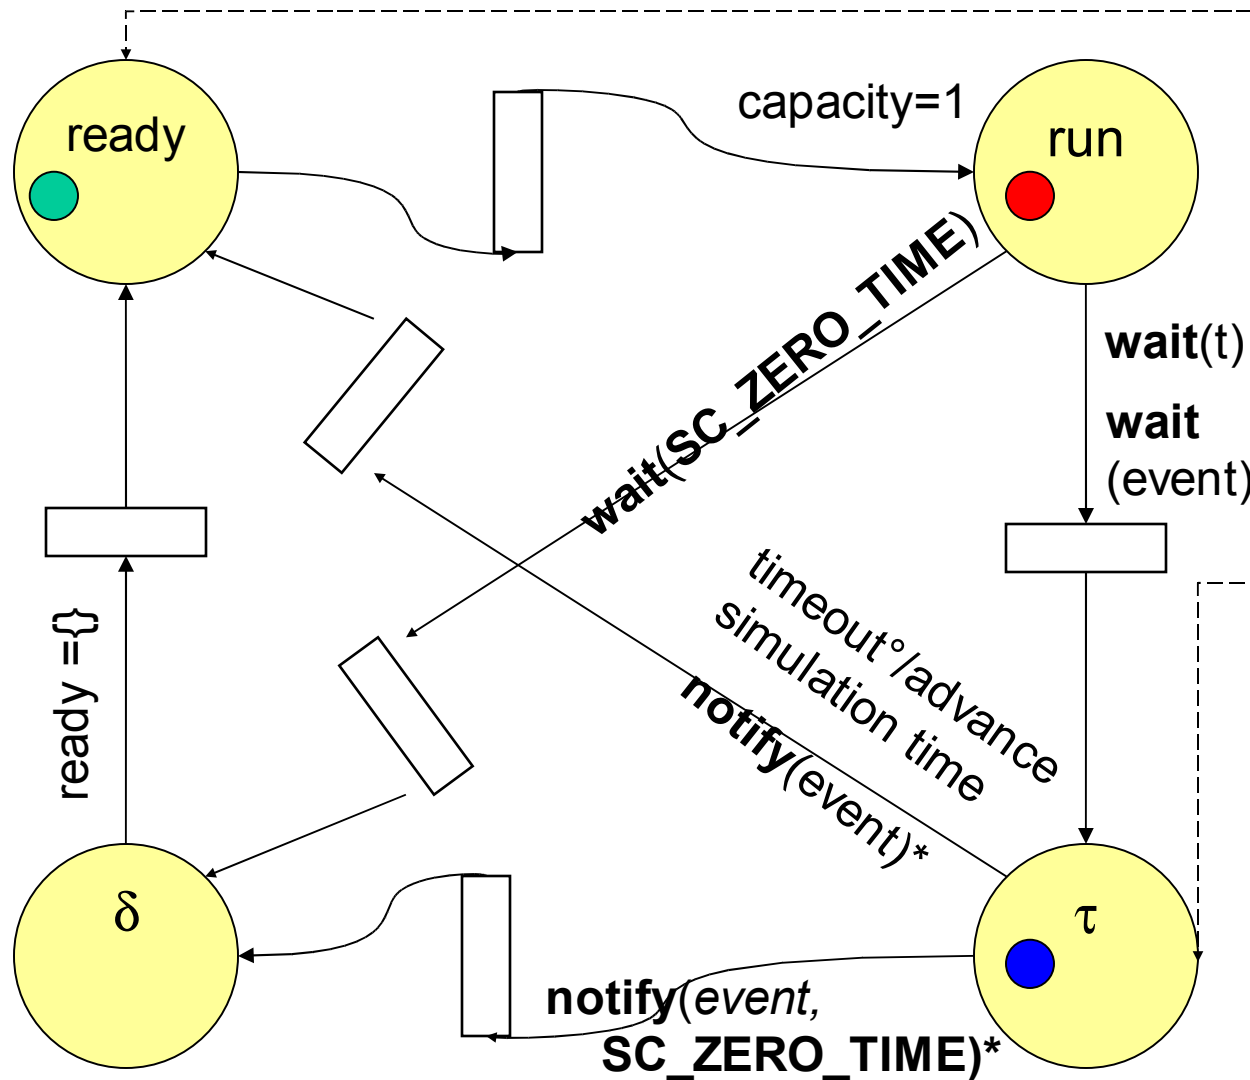 ready
capacity=1
run
wait(SC_ZERO_TIME)
wait(t)
wait
(event)
timeout°/advance
simulation time
notify(event)*
ready ={}
δ
τ
notify(event,
SC_ZERO_TIME)*